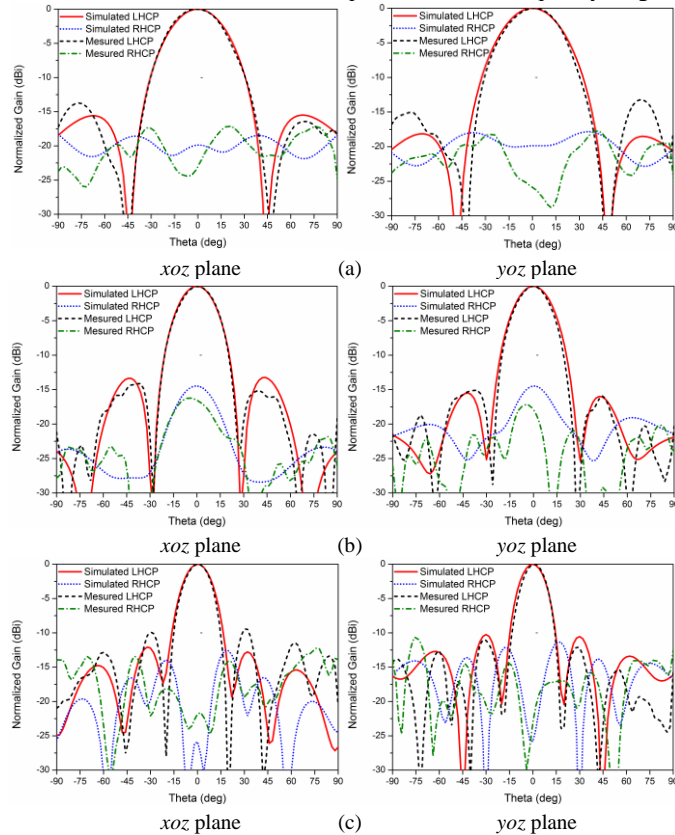 Simulated LHCP
Simulated RHCP
Mesured LHCP
Mesured RHCP
Normalized Gain (dBi)
0
-5
-10
-15
-20
-25
-30
-90 -75 -60 -45 -30 -15 0 15 30 45 60 75 90
Theta (deg)
Simulated LHCP
Simulated RHCP
Mesured LHCP
Mesured RHCP
Normalized Gain (dBi)
0
-5
-10
-15
-20
-25
-30
-90 -75 -60 -45 -30 -15 0 15 30 45 60 75 90
Theta (deg)
xoz plane (a) yoz plane
Simulated LHCP
Simulated RHCP
Mesured LHCP
Mesured RHCP
Normalized Gain (dBi)
0
-5
-10
-15
-20
-25
-30
-90 -75 -60 -45 -30 -15 0 15 30 45 60 75 90
Theta (deg)
Simulated LHCP
Simulated RHCP
Mesured LHCP
Mesured RHCP
Normalized Gain (dBi)
0
-5
-10
-15
-20
-25
-30
-90 -75 -60 -45 -30 -15 0 15 30 45 60 75 90
Theta (deg)
xoz plane (b) yoz plane
Simulated LHCP
Simulated RHCP
Mesured LHCP
Mesured RHCP
Normalized Gain (dBi)
0
-5
-10
-15
-20
-25
-30
-90 -75 -60 -45 -30 -15 0 15 30 45 60 75 90
Theta (deg)
Simulated LHCP
Simulated RHCP
Mesured LHCP
Mesured RHCP
Normalized Gain (dBi)
0
-5
-10
-15
-20
-25
-30
-90 -75 -60 -45 -30 -15 0 15 30 45 60 75 90
Theta (deg)
xoz plane (c) yoz plane